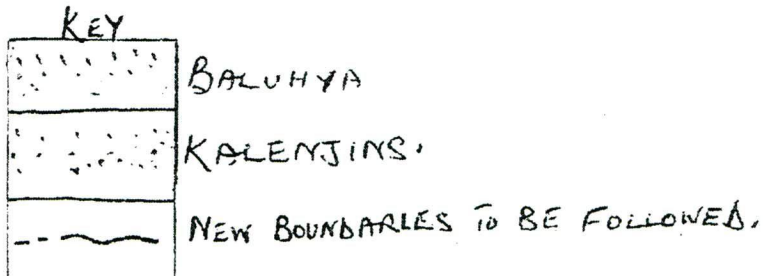 KEY
BALUHYA
KALENJINS.
NEW BOUNDARIES TO BE FOLLOWED.